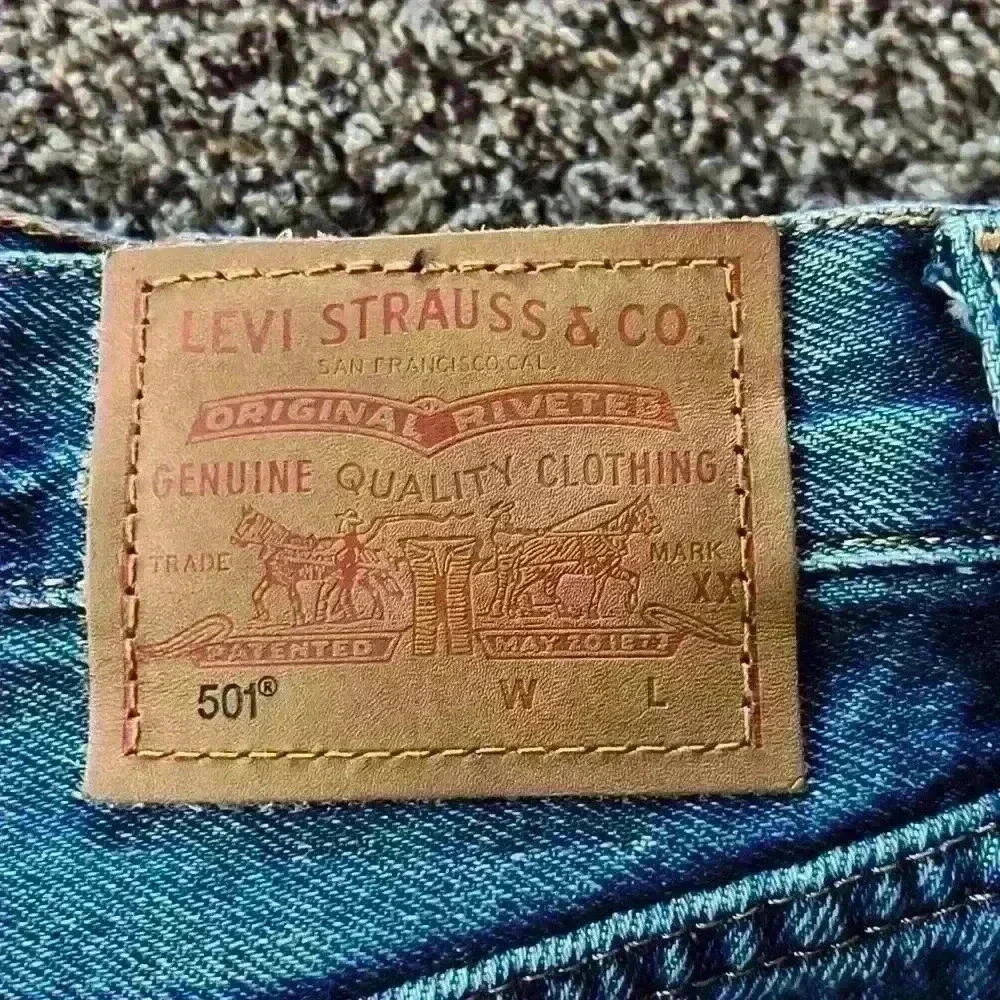 LEVI STRAUSS & CO.
SAN FRANCISCO CAL.
ORIGINAL RIVETED
GENUINE QUALITY CLOTHING
TRADE MARK
XX
PATENTED MAY 20 1873
501® W L